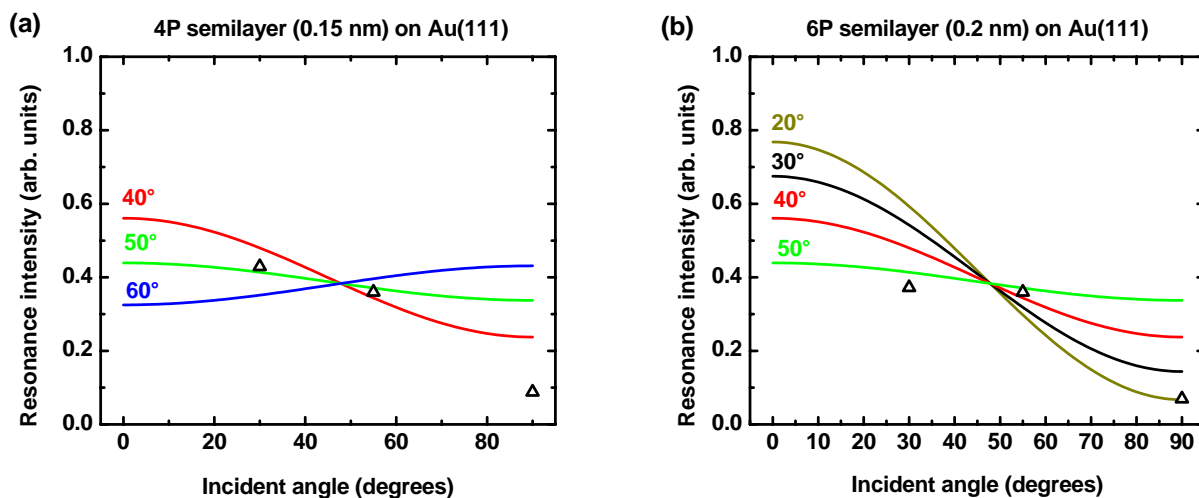 (a)
4P semilayer (0.15 nm) on Au(111)
1.0
0.8
0.6
0.4
0.2
0.0
Resonance intensity (arb. units)
40°
50°
60°
0 20 40 60 80
Incident angle (degrees)
(b)
6P semilayer (0.2 nm) on Au(111)
1.0
0.8
0.6
0.4
0.2
0.0
Resonance intensity (arb. units)
20°
30°
40°
50°
0 10 20 30 40 50 60 70 80 90
Incident angle (degrees)